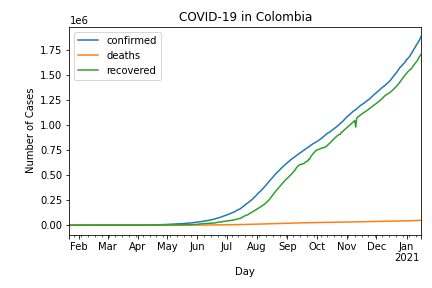 COVID-19 in Colombia
1e6
confirmed
deaths
recovered
1.75
1.50
1.25
1.00
0.75
0.50
0.25
0.00
Number of Cases
Feb Mar Apr May Jun Jul Aug Sep Oct Nov Dec Jan
2021
Day